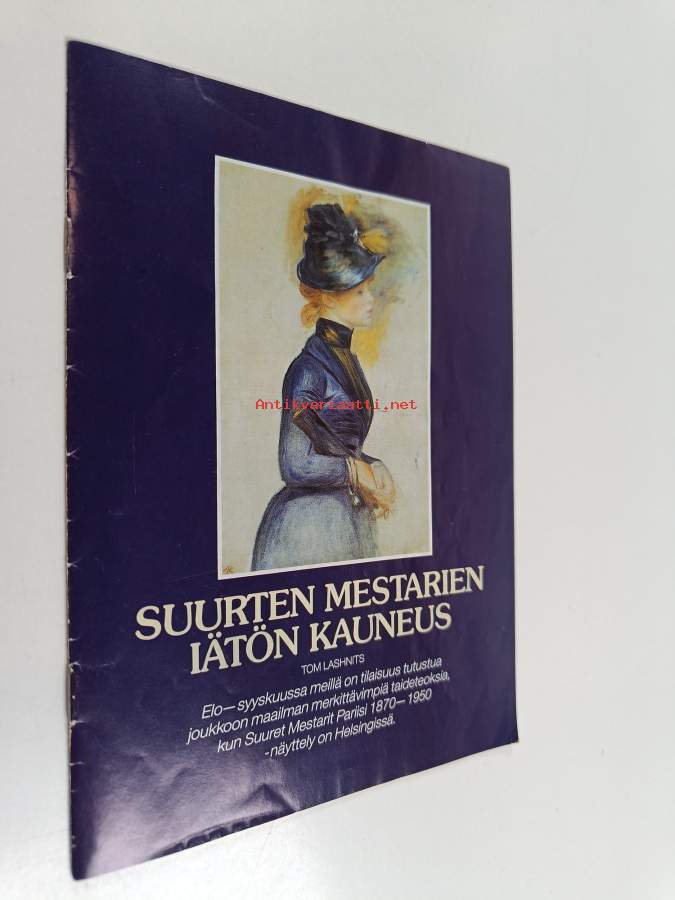 Antikvariaatti.net
SUURTEN MESTARIEN
IÄTÖN KAUNEUS
TOM LASHNITS
Elo—syyskuussa meillä on tilaisuus tutustua
joukkoon maailman merkittävimpiä taideteoksia,
kun Suuret Mestarit Pariisi 1870—1950
-näyttely on Helsingissä.